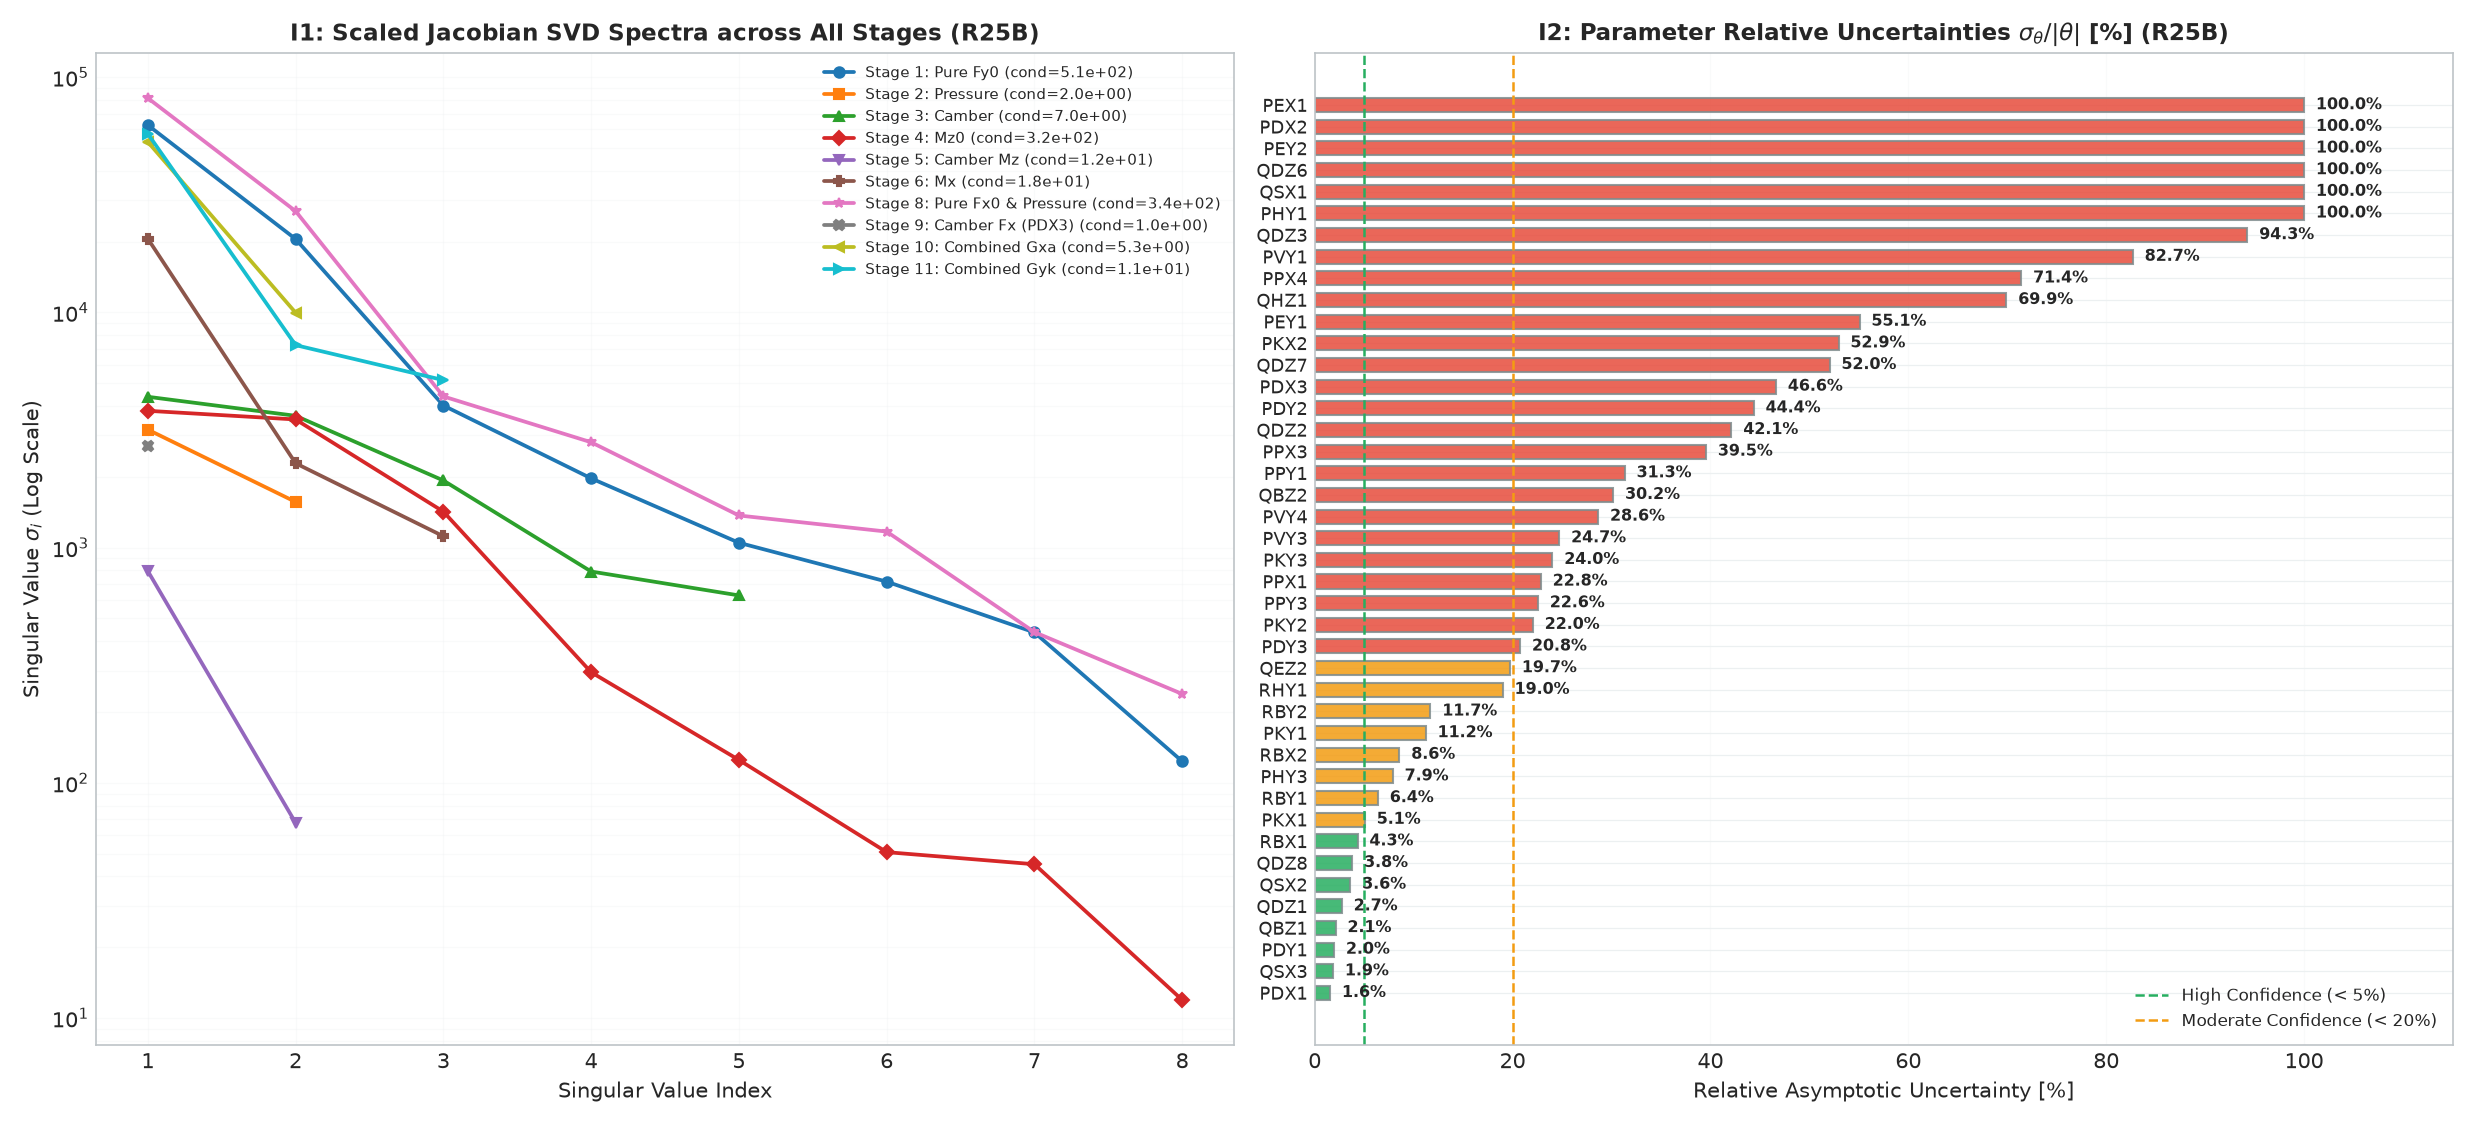 I1: Scaled Jacobian SVD Spectra across All Stages (R25B)
Stage 1: Pure Fy0 (cond=5.1e+02)
Stage 2: Pressure (cond=2.0e+00)
Stage 3: Camber (cond=7.0e+00)
Stage 4: Mz0 (cond=3.2e+02)
Stage 5: Camber Mz (cond=1.2e+01)
Stage 6: Mx (cond=1.8e+01)
Stage 8: Pure Fx0 & Pressure (cond=3.4e+02)
Stage 9: Camber Fx (PDX3) (cond=1.0e+00)
Stage 10: Combined Gxa (cond=5.3e+00)
Stage 11: Combined Gyk (cond=1.1e+01)
10⁵
10⁴
10³
10²
10¹
Singular Value σᵢ (Log Scale)
1 2 3 4 5 6 7 8
Singular Value Index
I2: Parameter Relative Uncertainties σ_θ/|θ| [%] (R25B)
PEX1 100.0%
PDX2 100.0%
PEY2 100.0%
QDZ6 100.0%
QSX1 100.0%
PHY1 100.0%
QDZ3 94.3%
PVY1 82.7%
PPX4 71.4%
QHZ1 69.9%
PEY1 55.1%
PKX2 52.9%
QDZ7 52.0%
PDX3 46.6%
PDY2 44.4%
QDZ2 42.1%
PPX3 39.5%
PPY1 31.3%
QBZ2 30.2%
PVY4 28.6%
PVY3 24.7%
PKY3 24.0%
PPX1 22.8%
PPY3 22.6%
PKY2 22.0%
PDY3 20.8%
QEZ2 19.7%
RHY1 19.0%
RBY2 11.7%
PKY1 11.2%
RBX2 8.6%
PHY3 7.9%
RBY1 6.4%
PKX1 5.1%
RBX1 4.3%
QDZ8 3.8%
QSX2 3.6%
QDZ1 2.7%
QBZ1 2.1%
PDY1 2.0%
QSX3 1.9%
PDX1 1.6%
High Confidence (< 5%)
Moderate Confidence (< 20%)
0 20 40 60 80 100
Relative Asymptotic Uncertainty [%]